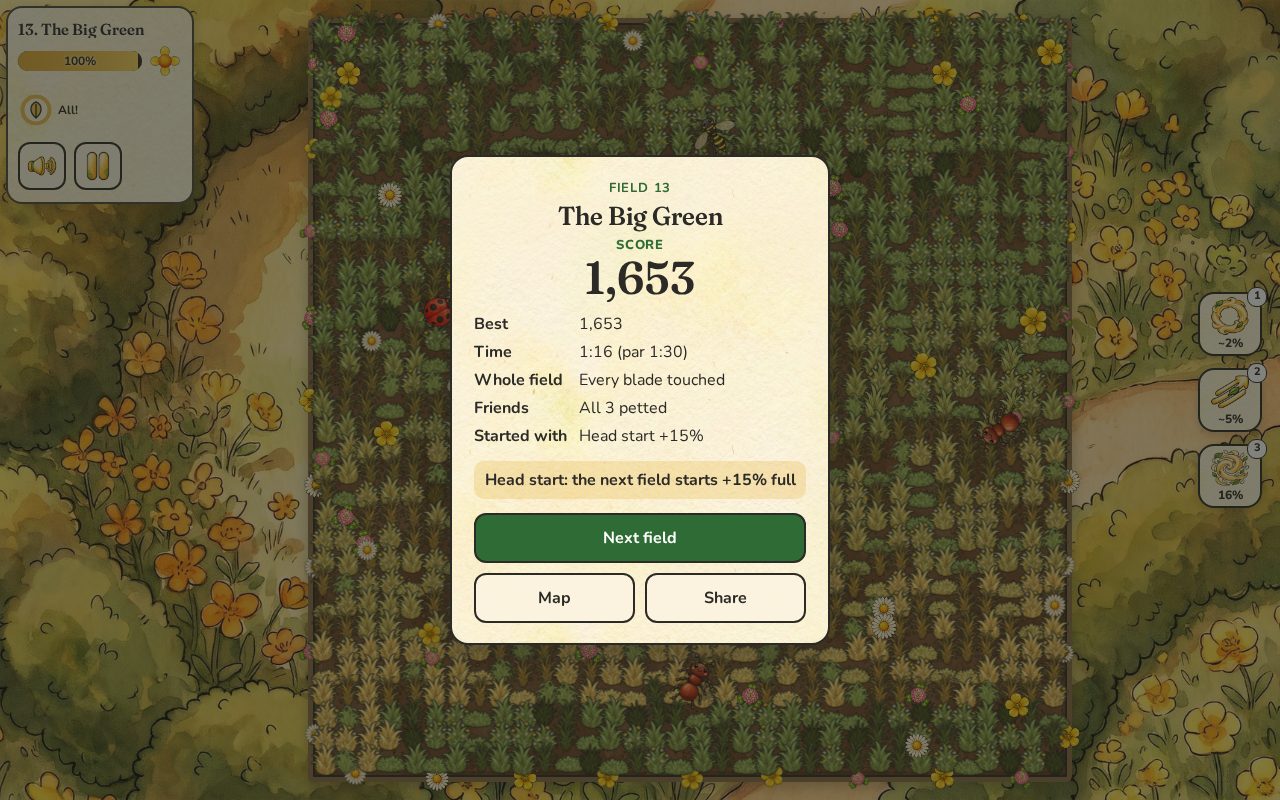 13. The Big Green
100%
All!
FIELD 13
The Big Green
SCORE
1,653
Best 1,653
Time 1:16 (par 1:30)
Whole field Every blade touched
Friends All 3 petted
Started with Head start +15%
Head start: the next field starts +15% full
Next field
Map Share
1
~2%
2
~5%
3
16%